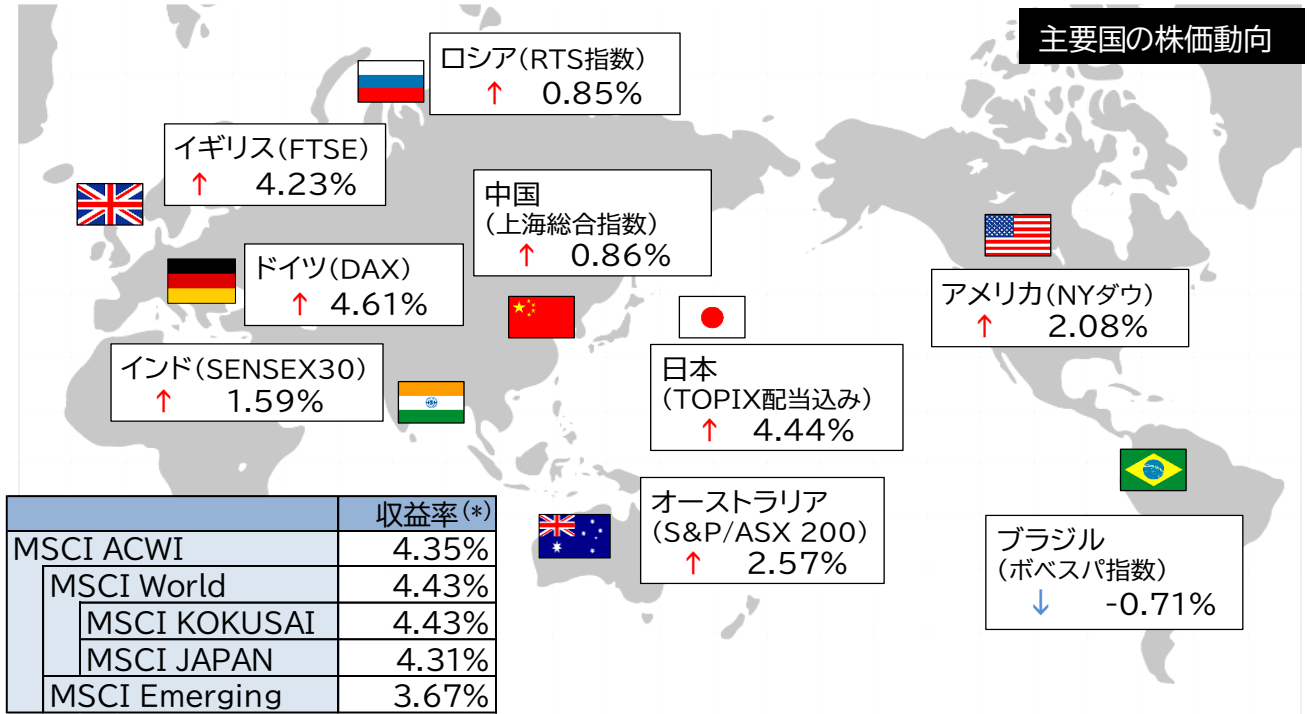 主要国の株価動向
ロシア(RTS指数)
↑ 0.85%
イギリス(FTSE)
↑ 4.23%
中国
(上海総合指数)
↑ 0.86%
ドイツ(DAX)
↑ 4.61%
アメリカ(NYダウ)
↑ 2.08%
インド(SENSEX30)
↑ 1.59%
日本
(TOPIX配当込み)
↑ 4.44%
オーストラリア
(S&P/ASX 200)
↑ 2.57%
ブラジル
(ボベスパ指数)
↓ -0.71%
収益率(*)
MSCI ACWI 4.35%
MSCI World 4.43%
MSCI KOKUSAI 4.43%
MSCI JAPAN 4.31%
MSCI Emerging 3.67%